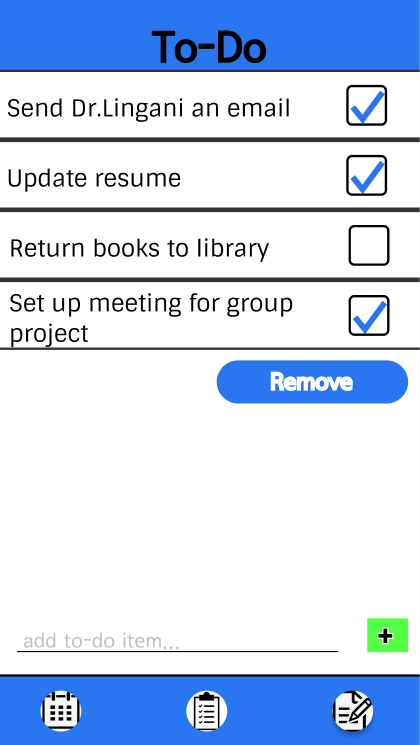 To-Do
Send Dr.Lingani an email
Update resume
Return books to library
Set up meeting for group
project
Remove
add to-do item...
+